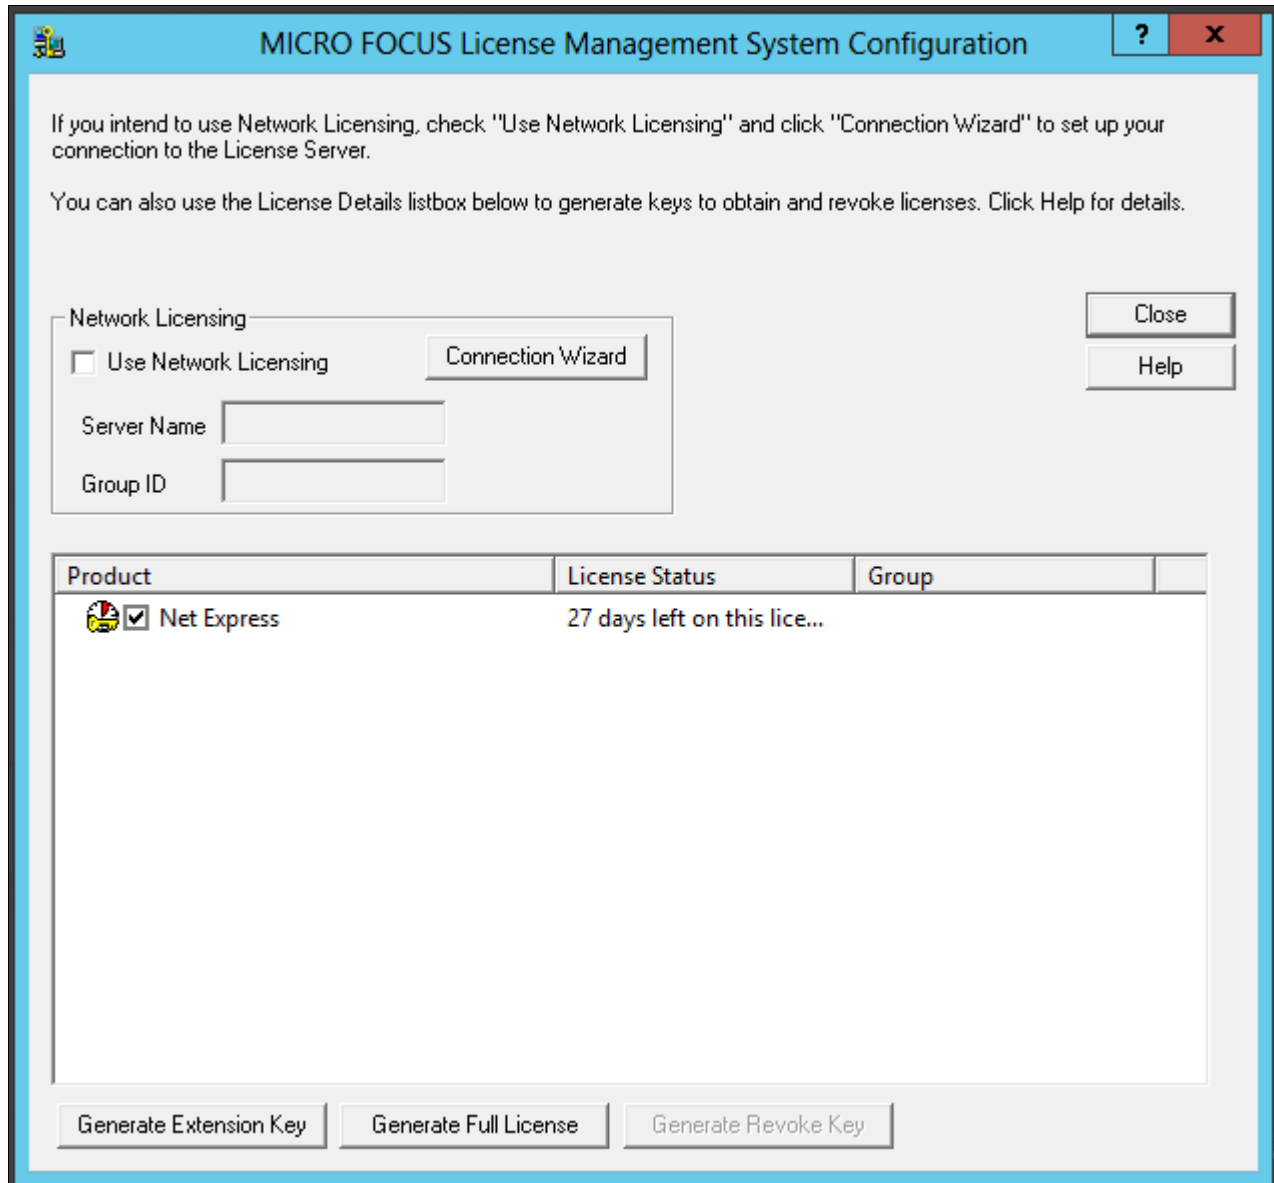 MICRO FOCUS License Management System Configuration
? x
If you intend to use Network Licensing, check "Use Network Licensing" and click "Connection Wizard" to set up your
connection to the License Server.
You can also use the License Details listbox below to generate keys to obtain and revoke licenses. Click Help for details.
Close
Network Licensing
Use Network Licensing
Connection Wizard
Help
Server Name
Group ID
Product License Status Group
Net Express 27 days left on this lice...
Generate Extension Key Generate Full License Generate Revoke Key